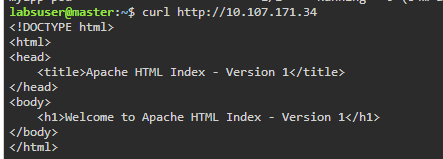 labsuser@master:~$ curl http://10.107.171.34
<!DOCTYPE html>
<html>
<head>
    <title>Apache HTML Index - Version 1</title>
</head>
<body>
    <h1>Welcome to Apache HTML Index - Version 1</h1>
</body>
</html>